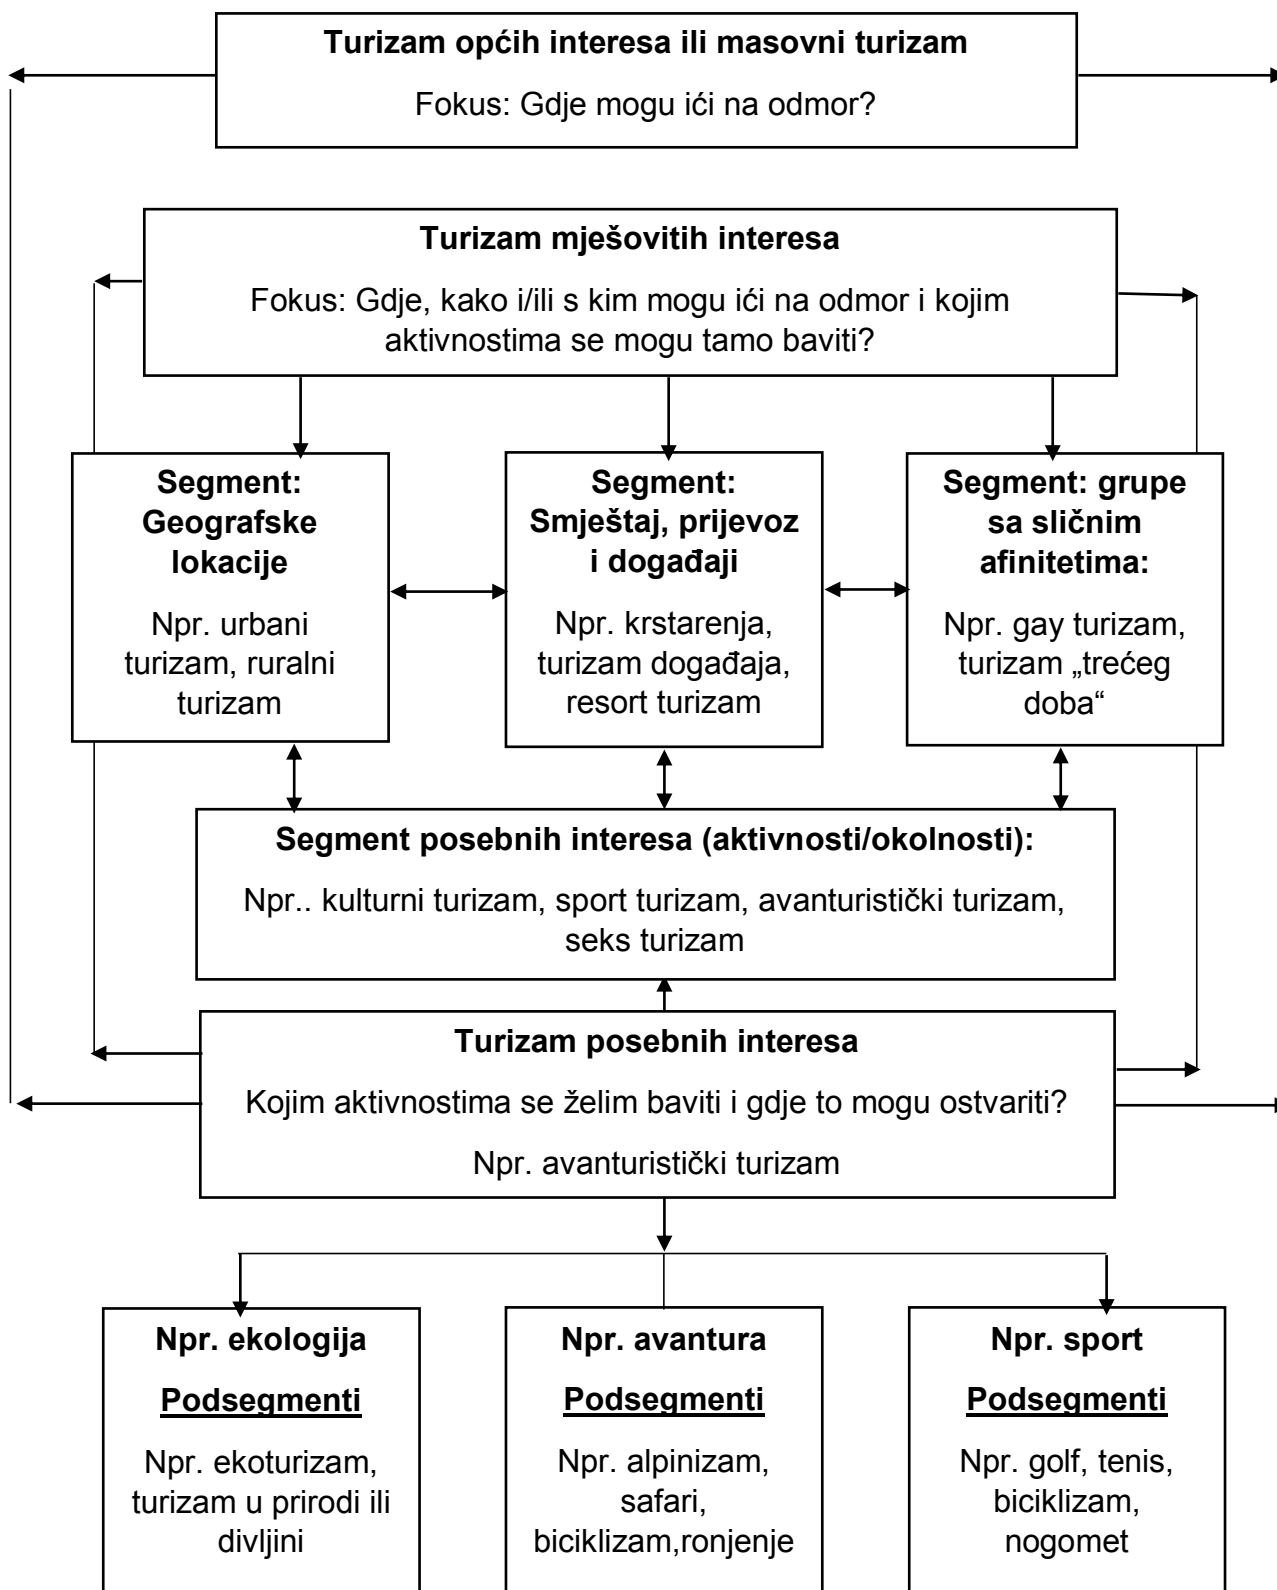 Turizam općih interesa ili masovni turizam
Fokus: Gdje mogu ići na odmor?
Turizam mješovitih interesa
Fokus: Gdje, kako i/ili s kim mogu ići na odmor i kojim
aktivnostima se mogu tamo baviti?
Segment:
Geografske
lokacije
Npr. urbani
turizam, ruralni
turizam
Segment:
Smještaj, prijevoz
i događaji
Npr. krstarenja,
turizam događaja,
resort turizam
Segment: grupe
sa sličnim
afinitetima:
Npr. gay turizam,
turizam „trećeg
doba“
Segment posebnih interesa (aktivnosti/okolnosti):
Npr.. kulturni turizam, sport turizam, avanturistički turizam,
seks turizam
Turizam posebnih interesa
Kojim aktivnostima se želim baviti i gdje to mogu ostvariti?
Npr. avanturistički turizam
Npr. ekologija
Podsegmenti
Npr. ekoturizam,
turizam u prirodi ili
divljini
Npr. avantura
Podsegmenti
Npr. alpinizam,
safari,
biciklizam,ronjenje
Npr. sport
Podsegmenti
Npr. golf, tenis,
biciklizam,
nogomet